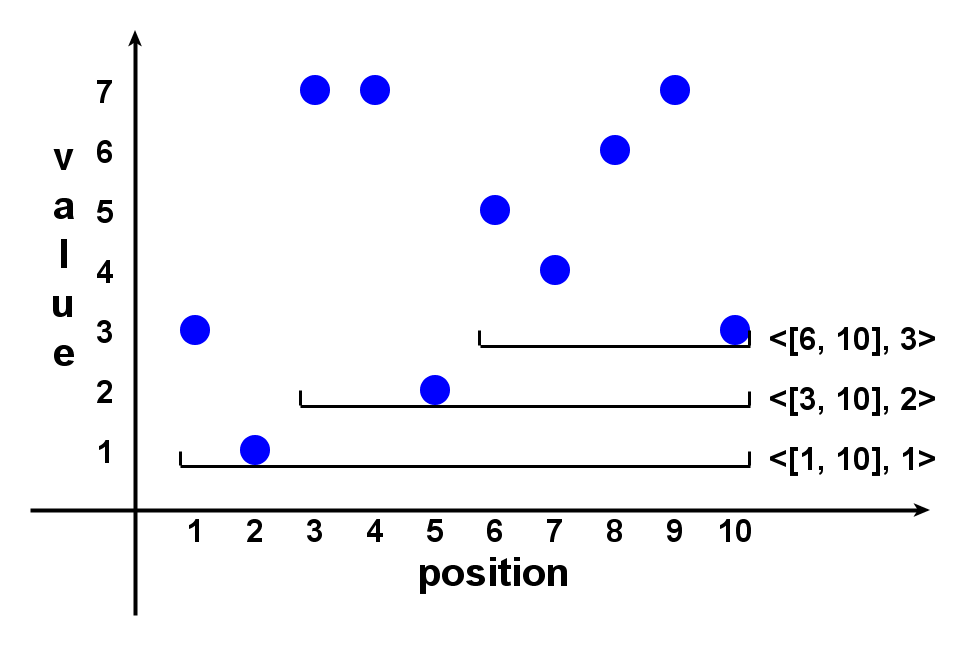 value
7
6
5
4
3
2
1
<[6, 10], 3>
<[3, 10], 2>
<[1, 10], 1>
1 2 3 4 5 6 7 8 9 10
position